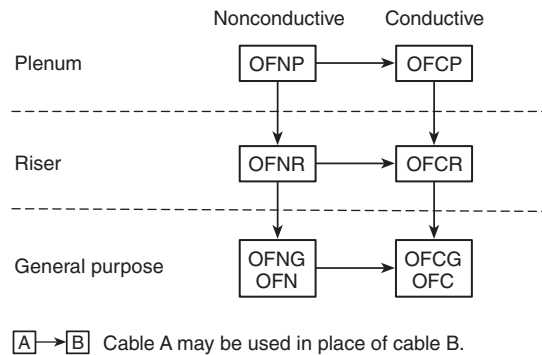 Nonconductive Conductive
Plenum OFNP OFCP
Riser OFNR OFCR
General purpose OFNG OFCG
OFN OFC
A B Cable A may be used in place of cable B.